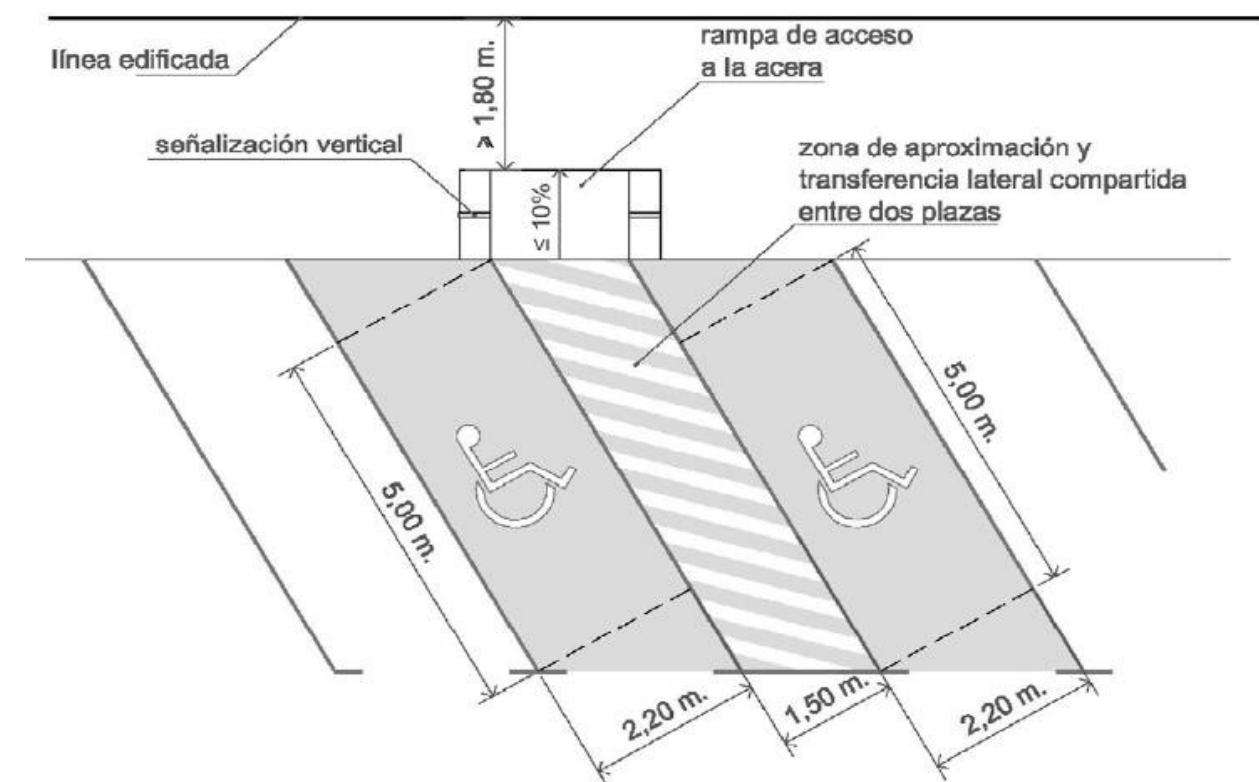 línea edificada
⩾ 1,80 m.
rampa de acceso
a la acera
señalización vertical
≤ 10%
zona de aproximación y
transferencia lateral compartida
entre dos plazas
5,00 m.
5,00 m.
2,20 m.
1,50 m.
2,20 m.